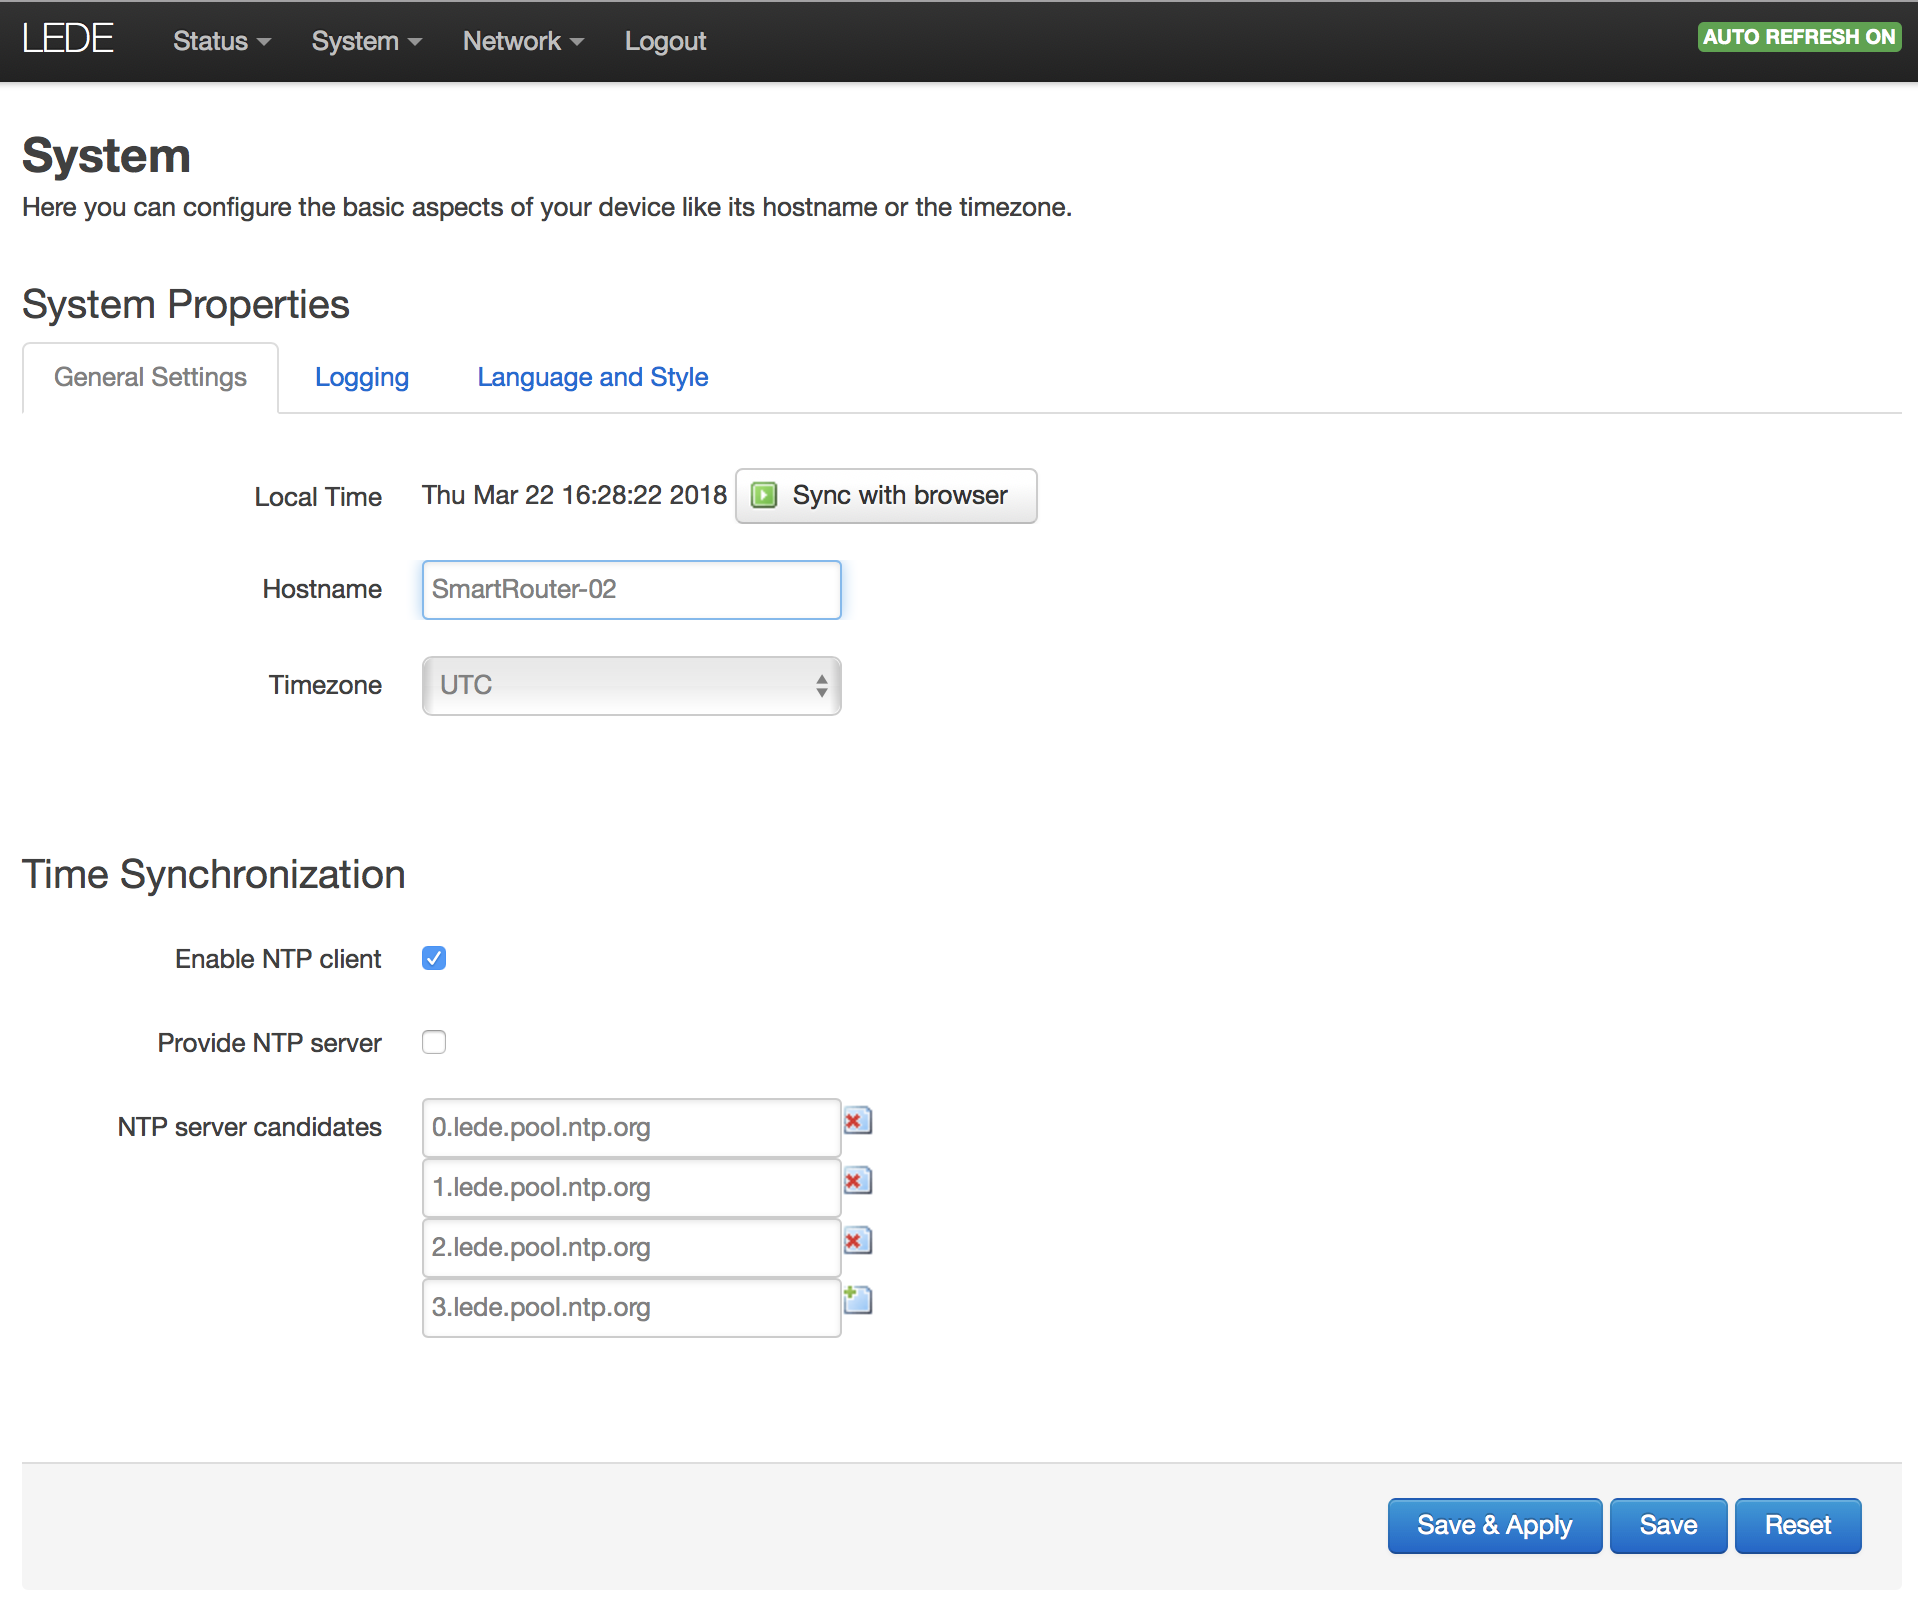 LEDE Status System Network Logout AUTO REFRESH ON
System
Here you can configure the basic aspects of your device like its hostname or the timezone.
System Properties
General Settings Logging Language and Style
Local Time Thu Mar 22 16:28:22 2018 Sync with browser
Hostname SmartRouter-02
Timezone UTC
Time Synchronization
Enable NTP client
Provide NTP server
NTP server candidates 0.lede.pool.ntp.org
1.lede.pool.ntp.org
2.lede.pool.ntp.org
3.lede.pool.ntp.org
Save & Apply Save Reset